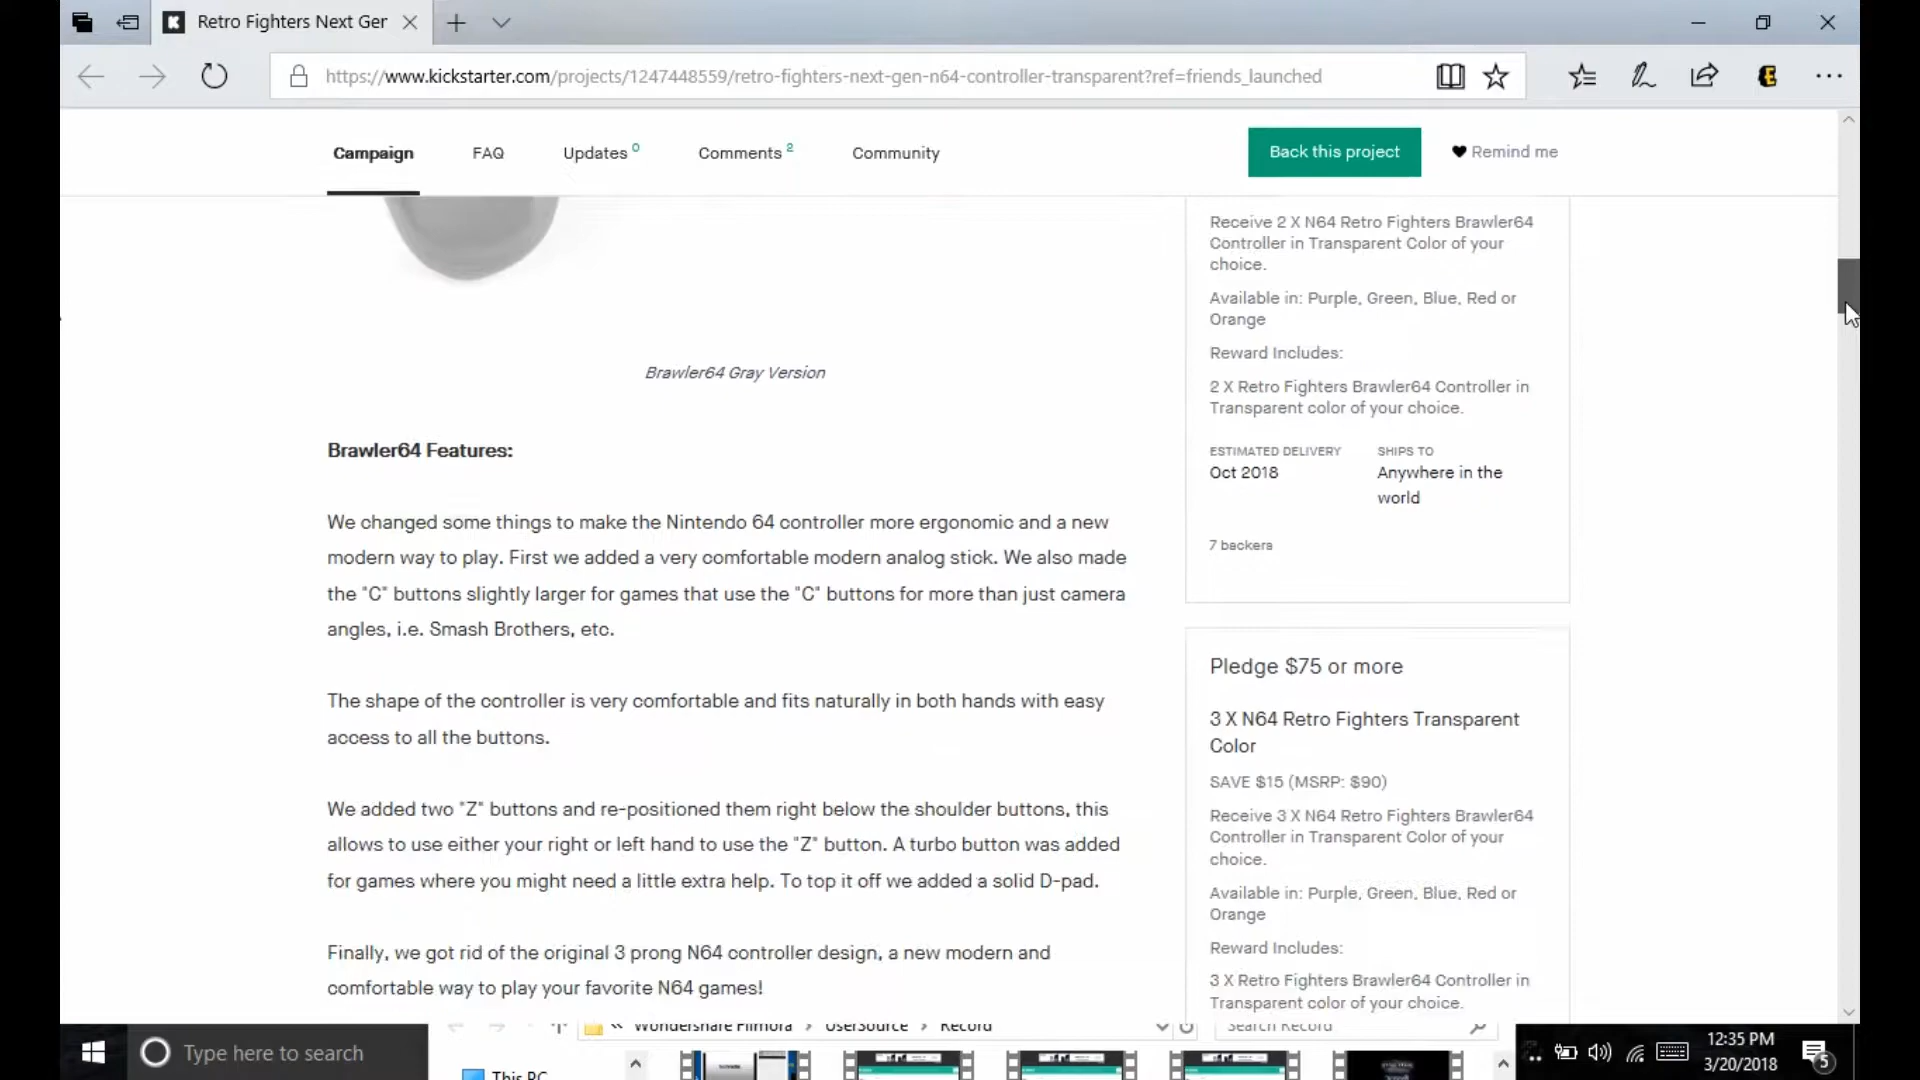 Retro Fighters Next Ger
https://www.kickstarter.com/projects/1247448559/retro-fighters-next-gen-n64-controller-transparent?ref=friends_launched
Campaign FAQ Updates 0 Comments 2 Community Back this project Remind me
Brawler64 Gray Version
Brawler64 Features:
We changed some things to make the Nintendo 64 controller more ergonomic and a new
modern way to play. First we added a very comfortable modern analog stick. We also made
the "C" buttons slightly larger for games that use the "C" buttons for more than just camera
angles, i.e. Smash Brothers, etc.
The shape of the controller is very comfortable and fits naturally in both hands with easy
access to all the buttons.
We added two "Z" buttons and re-positioned them right below the shoulder buttons, this
allows to use either your right or left hand to use the "Z" button. A turbo button was added
for games where you might need a little extra help. To top it off we added a solid D-pad.
Finally, we got rid of the original 3 prong N64 controller design, a new modern and
comfortable way to play your favorite N64 games!
Receive 2 X N64 Retro Fighters Brawler64
Controller in Transparent Color of your
choice.
Available in: Purple, Green, Blue, Red or
Orange
Reward Includes:
2 X Retro Fighters Brawler64 Controller in
Transparent color of your choice.
ESTIMATED DELIVERY SHIPS TO
Oct 2018 Anywhere in the
world
7 backers
Pledge $75 or more
3 X N64 Retro Fighters Transparent
Color
SAVE $15 (MSRP: $90)
Receive 3 X N64 Retro Fighters Brawler64
Controller in Transparent Color of your
choice.
Available in: Purple, Green, Blue, Red or
Orange
Reward Includes:
3 X Retro Fighters Brawler64 Controller in
Transparent color of your choice.
« Wondershare Filmora › UserSource › Record Search Record
This PC
Type here to search
12:35 PM
3/20/2018
5